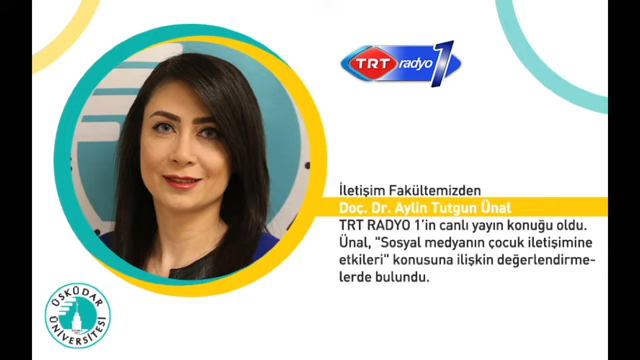 TRT radyo 1
İletişim Fakültemizden
Doç. Dr. Aylin Tutgun Ünal
TRT RADYO 1'in canlı yayın konuğu oldu.
Ünal, "Sosyal medyanın çocuk iletişimine
etkileri" konusuna ilişkin değerlendirme-
lerde bulundu.
ÜSKÜDAR
ÜNİVERSİTESİ